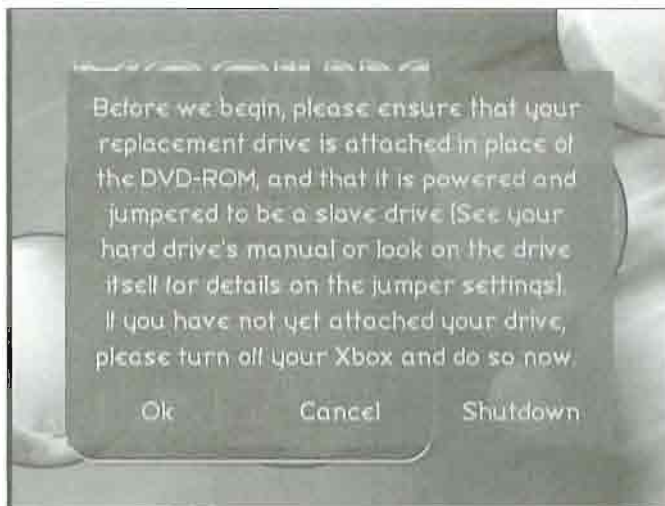 Before we begin, please ensure that your
replacement drive is attached in place of
the DVD-ROM, and that it is powered and
jumpered to be a slave drive (See your
hard drive's manual or look on the drive
itself for details on the jumper settings).
If you have not yet attached your drive,
please turn off your Xbox and do so now.
Ok Cancel Shutdown